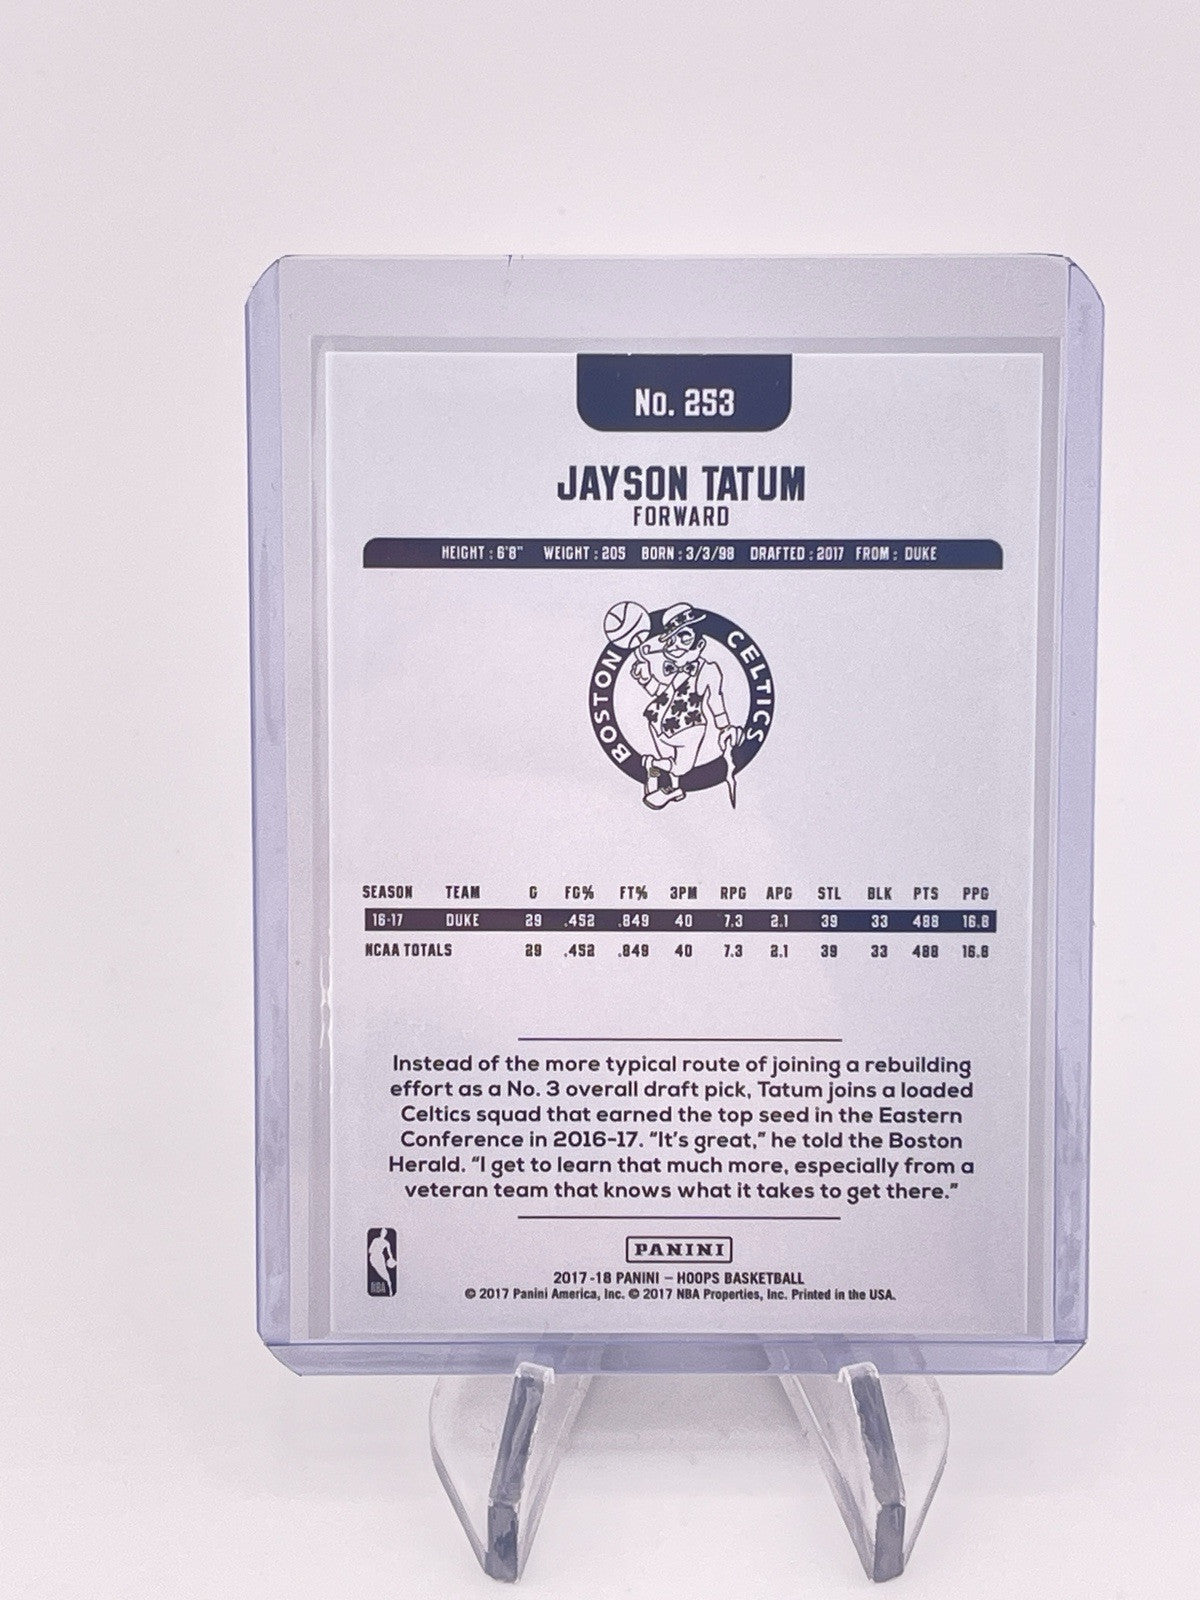 No. 253
JAYSON TATUM
FORWARD
HEIGHT : 6'8" WEIGHT : 205 BORN : 3/3/98 DRAFTED : 2017 FROM : DUKE
BOSTON CELTICS
SEASON TEAM G FG% FT% 3PM RPG APG STL BLK PTS PPG
16-17 DUKE 29 .452 .849 40 7.3 2.1 39 33 488 16.8
NCAA TOTALS 29 .452 .849 40 7.3 2.1 39 33 488 16.8
Instead of the more typical route of joining a rebuilding
effort as a No. 3 overall draft pick, Tatum joins a loaded
Celtics squad that earned the top seed in the Eastern
Conference in 2016-17. "It's great," he told the Boston
Herald. "I get to learn that much more, especially from a
veteran team that knows what it takes to get there."
PANINI
NBA
2017-18 PANINI – HOOPS BASKETBALL
© 2017 Panini America, Inc. © 2017 NBA Properties, Inc. Printed in the USA.